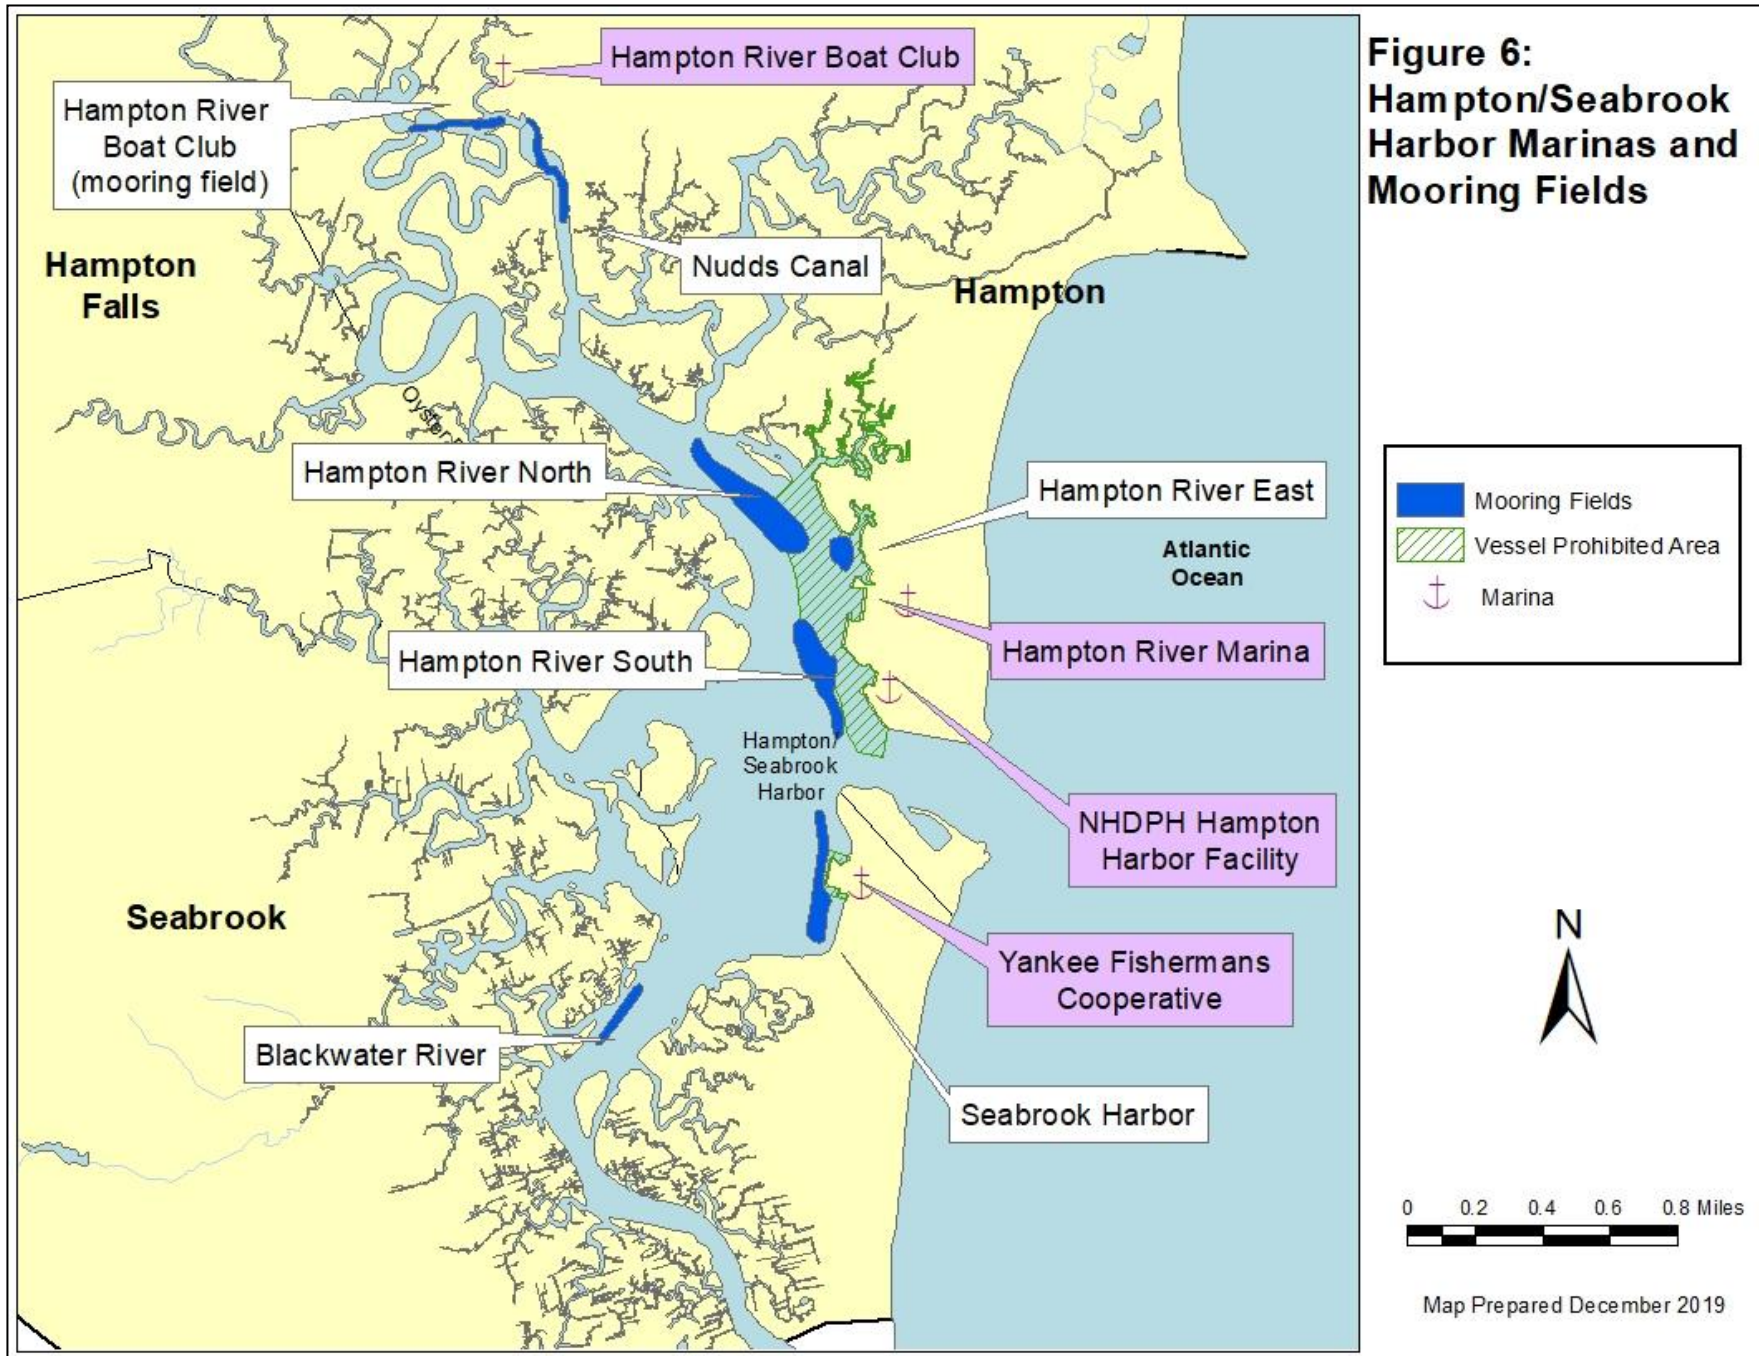 Figure 6:
Hampton/Seabrook
Harbor Marinas and
Mooring Fields
Hampton River Boat Club
Hampton River
Boat Club
(mooring field)
Nudds Canal
Hampton
Falls
Hampton
Oyster
Hampton River North
Hampton River East
Atlantic
Ocean
Hampton River Marina
Hampton River South
Hampton/
Seabrook
Harbor
NHDPH Hampton
Harbor Facility
Seabrook
Yankee Fishermans
Cooperative
Blackwater River
Seabrook Harbor
Mooring Fields
Vessel Prohibited Area
Marina
N
0 0.2 0.4 0.6 0.8 Miles
Map Prepared December 2019